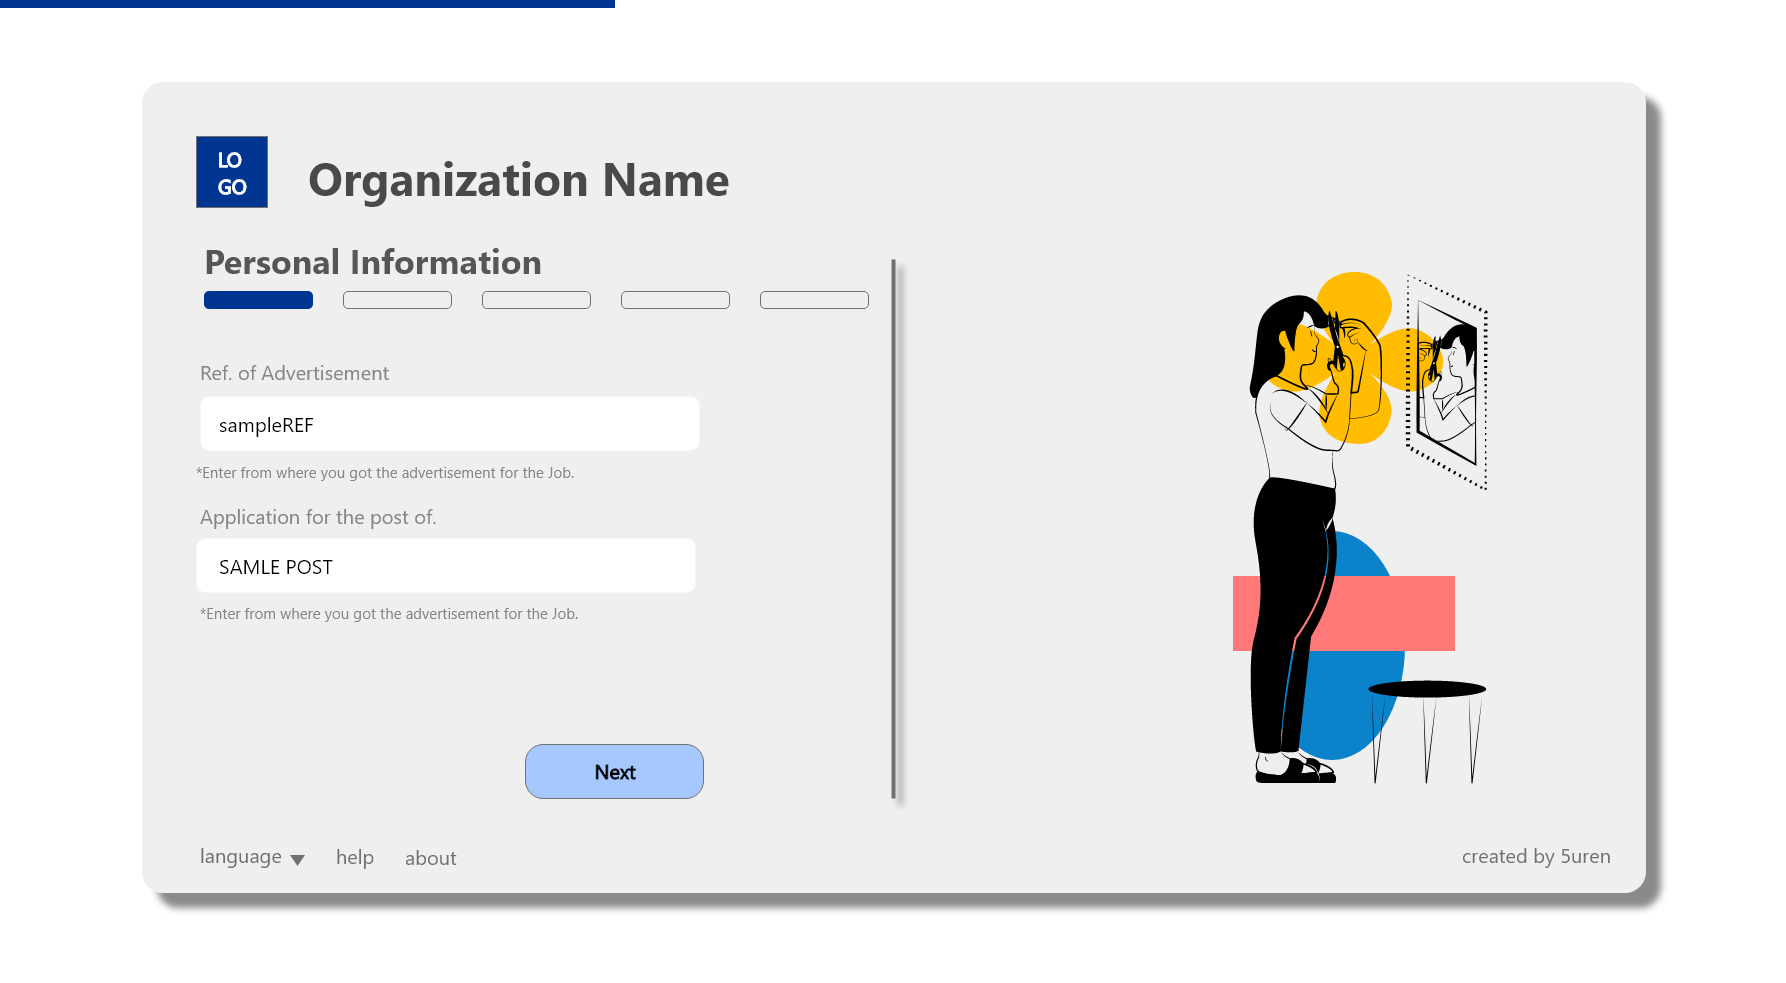 LO
GO
Organization Name
Personal Information
Ref. of Advertisement
sampleREF
*Enter from where you got the advertisement for the Job.
Application for the post of.
SAMLE POST
*Enter from where you got the advertisement for the Job.
Next
language help about
created by 5uren